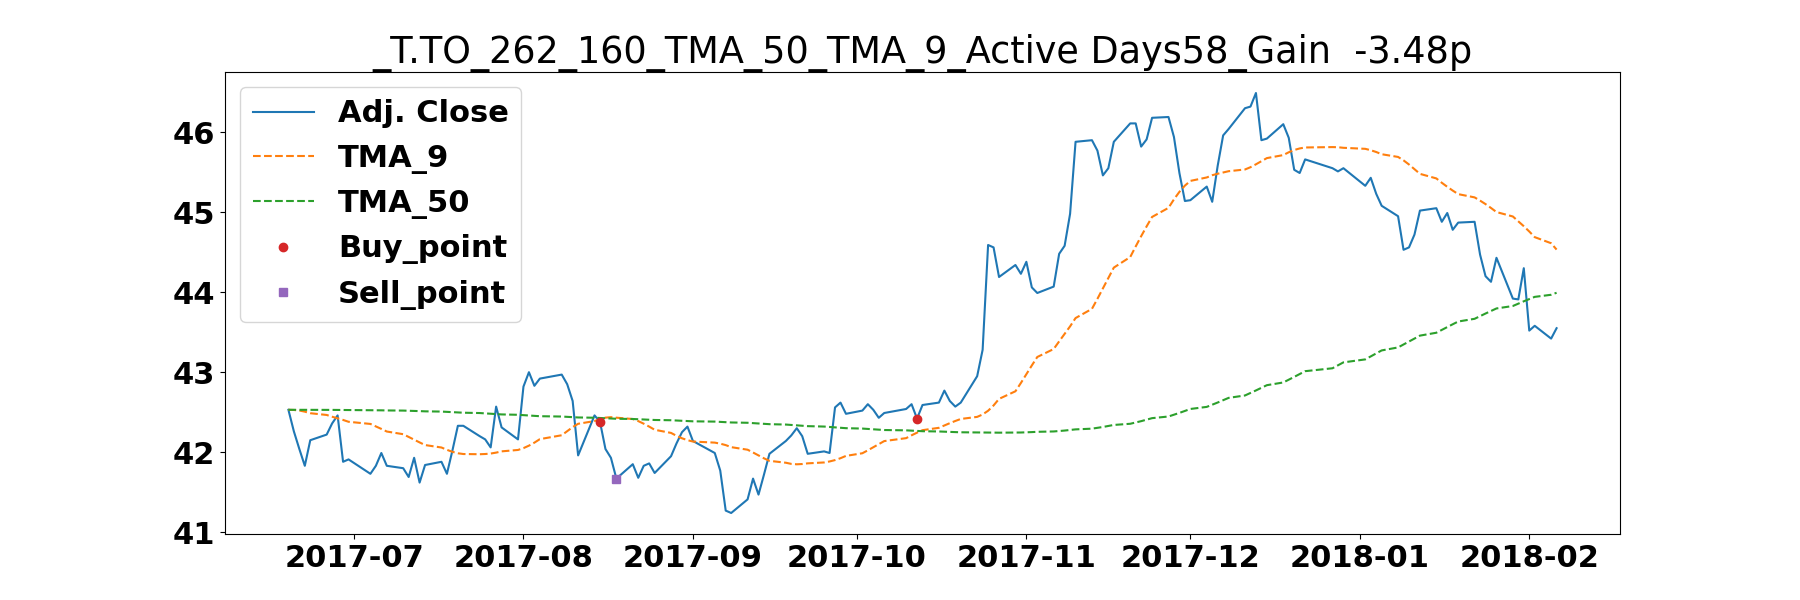 _T.TO_262_160_TMA_50_TMA_9_Active Days58_Gain  -3.48p
Adj. Close
TMA_9
TMA_50
Buy_point
Sell_point
46
45
44
43
42
41
2017-07 2017-08 2017-09 2017-10 2017-11 2017-12 2018-01 2018-02